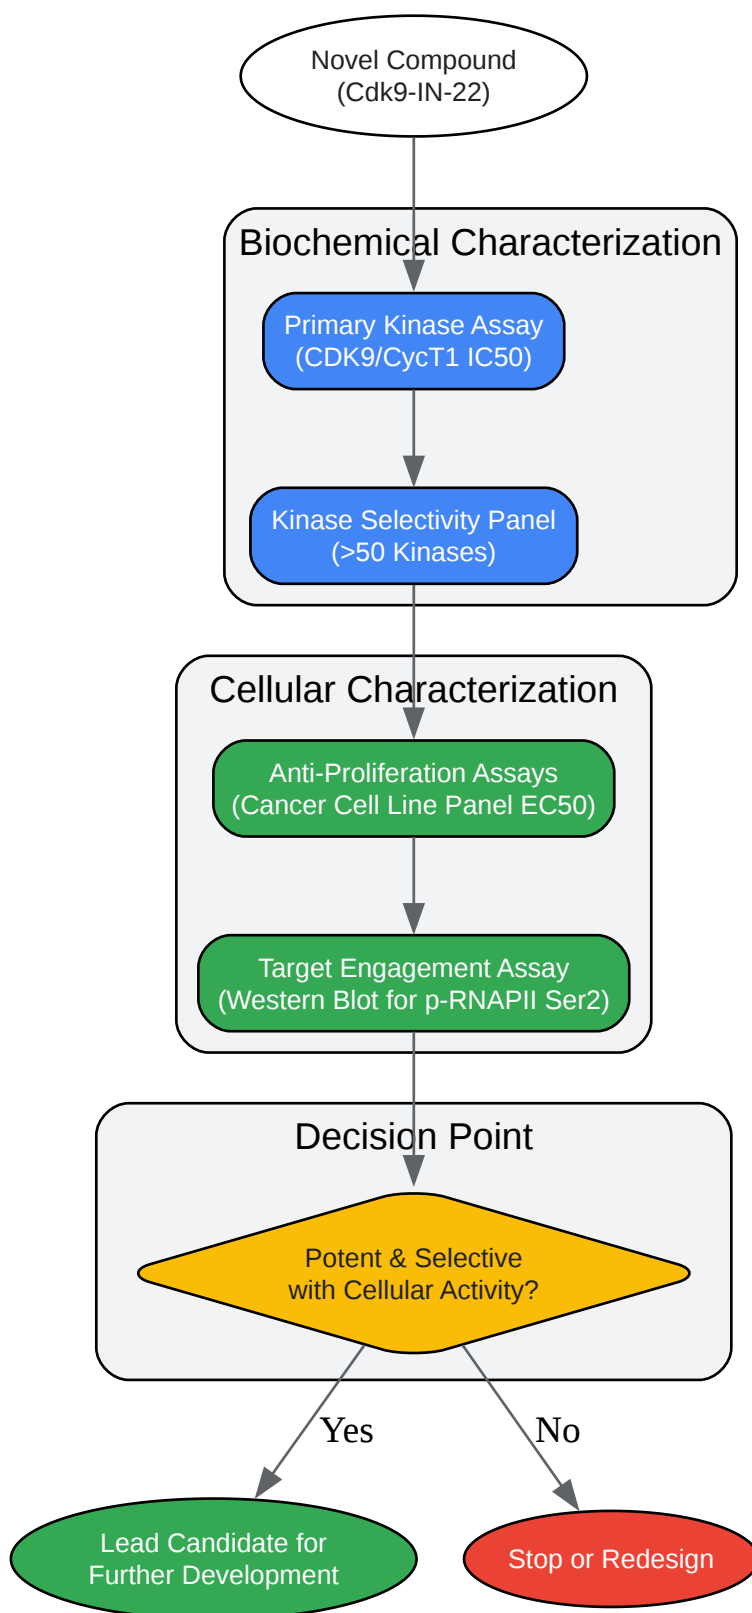 Novel Compound
(Cdk9-IN-22)
Biochemical Characterization
Primary Kinase Assay
(CDK9/CycT1 IC50)
Kinase Selectivity Panel
(>50 Kinases)
Cellular Characterization
Anti-Proliferation Assays
(Cancer Cell Line Panel EC50)
Target Engagement Assay
(Western Blot for p-RNAPII Ser2)
Decision Point
Potent & Selective
with Cellular Activity?
Yes
No
Lead Candidate for
Further Development
Stop or Redesign